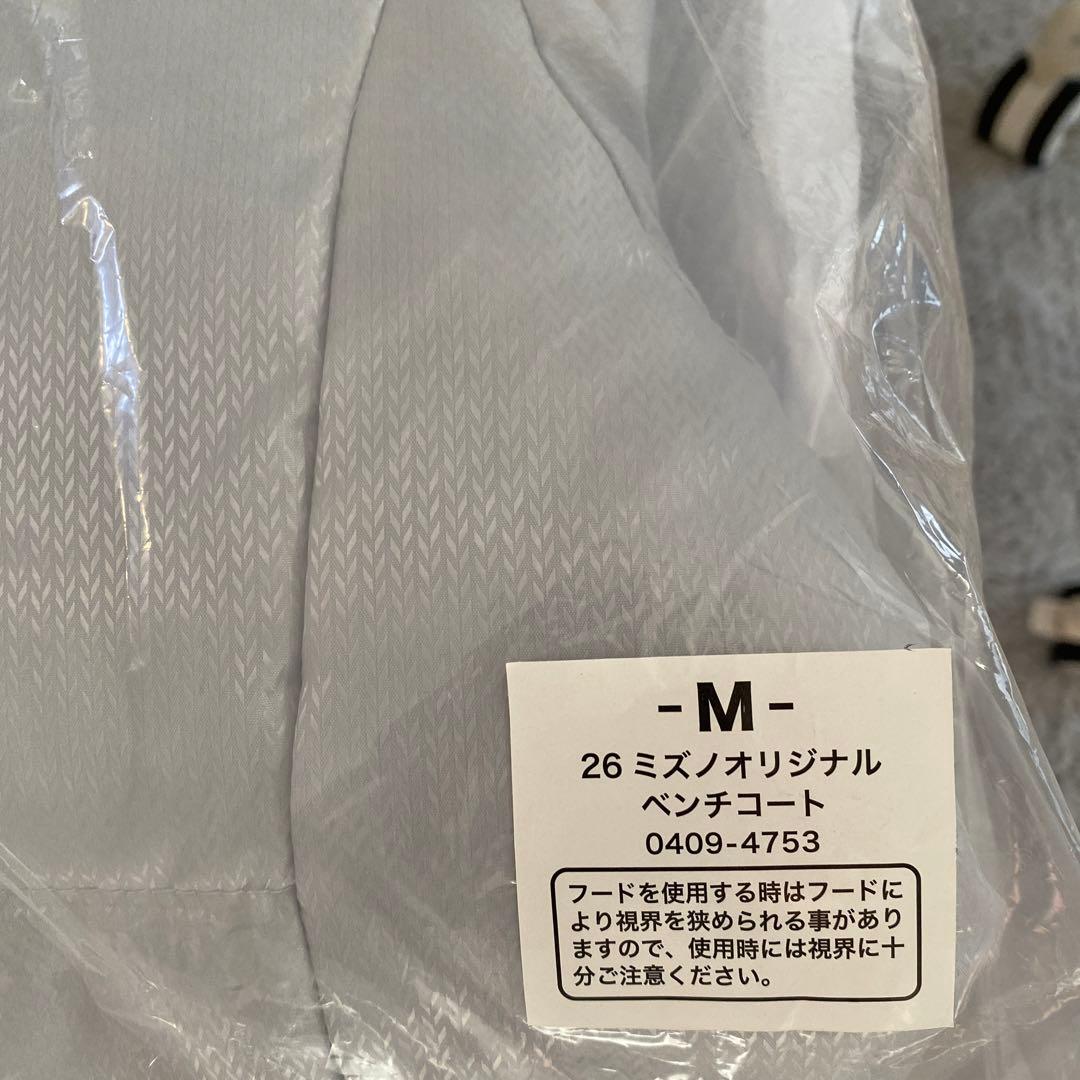 -M-
26 ミズノオリジナル
ベンチコート
0409-4753
フードを使用する時はフードに
より視界を狭められる事があり
ますので、使用時には視界に十
分ご注意ください。